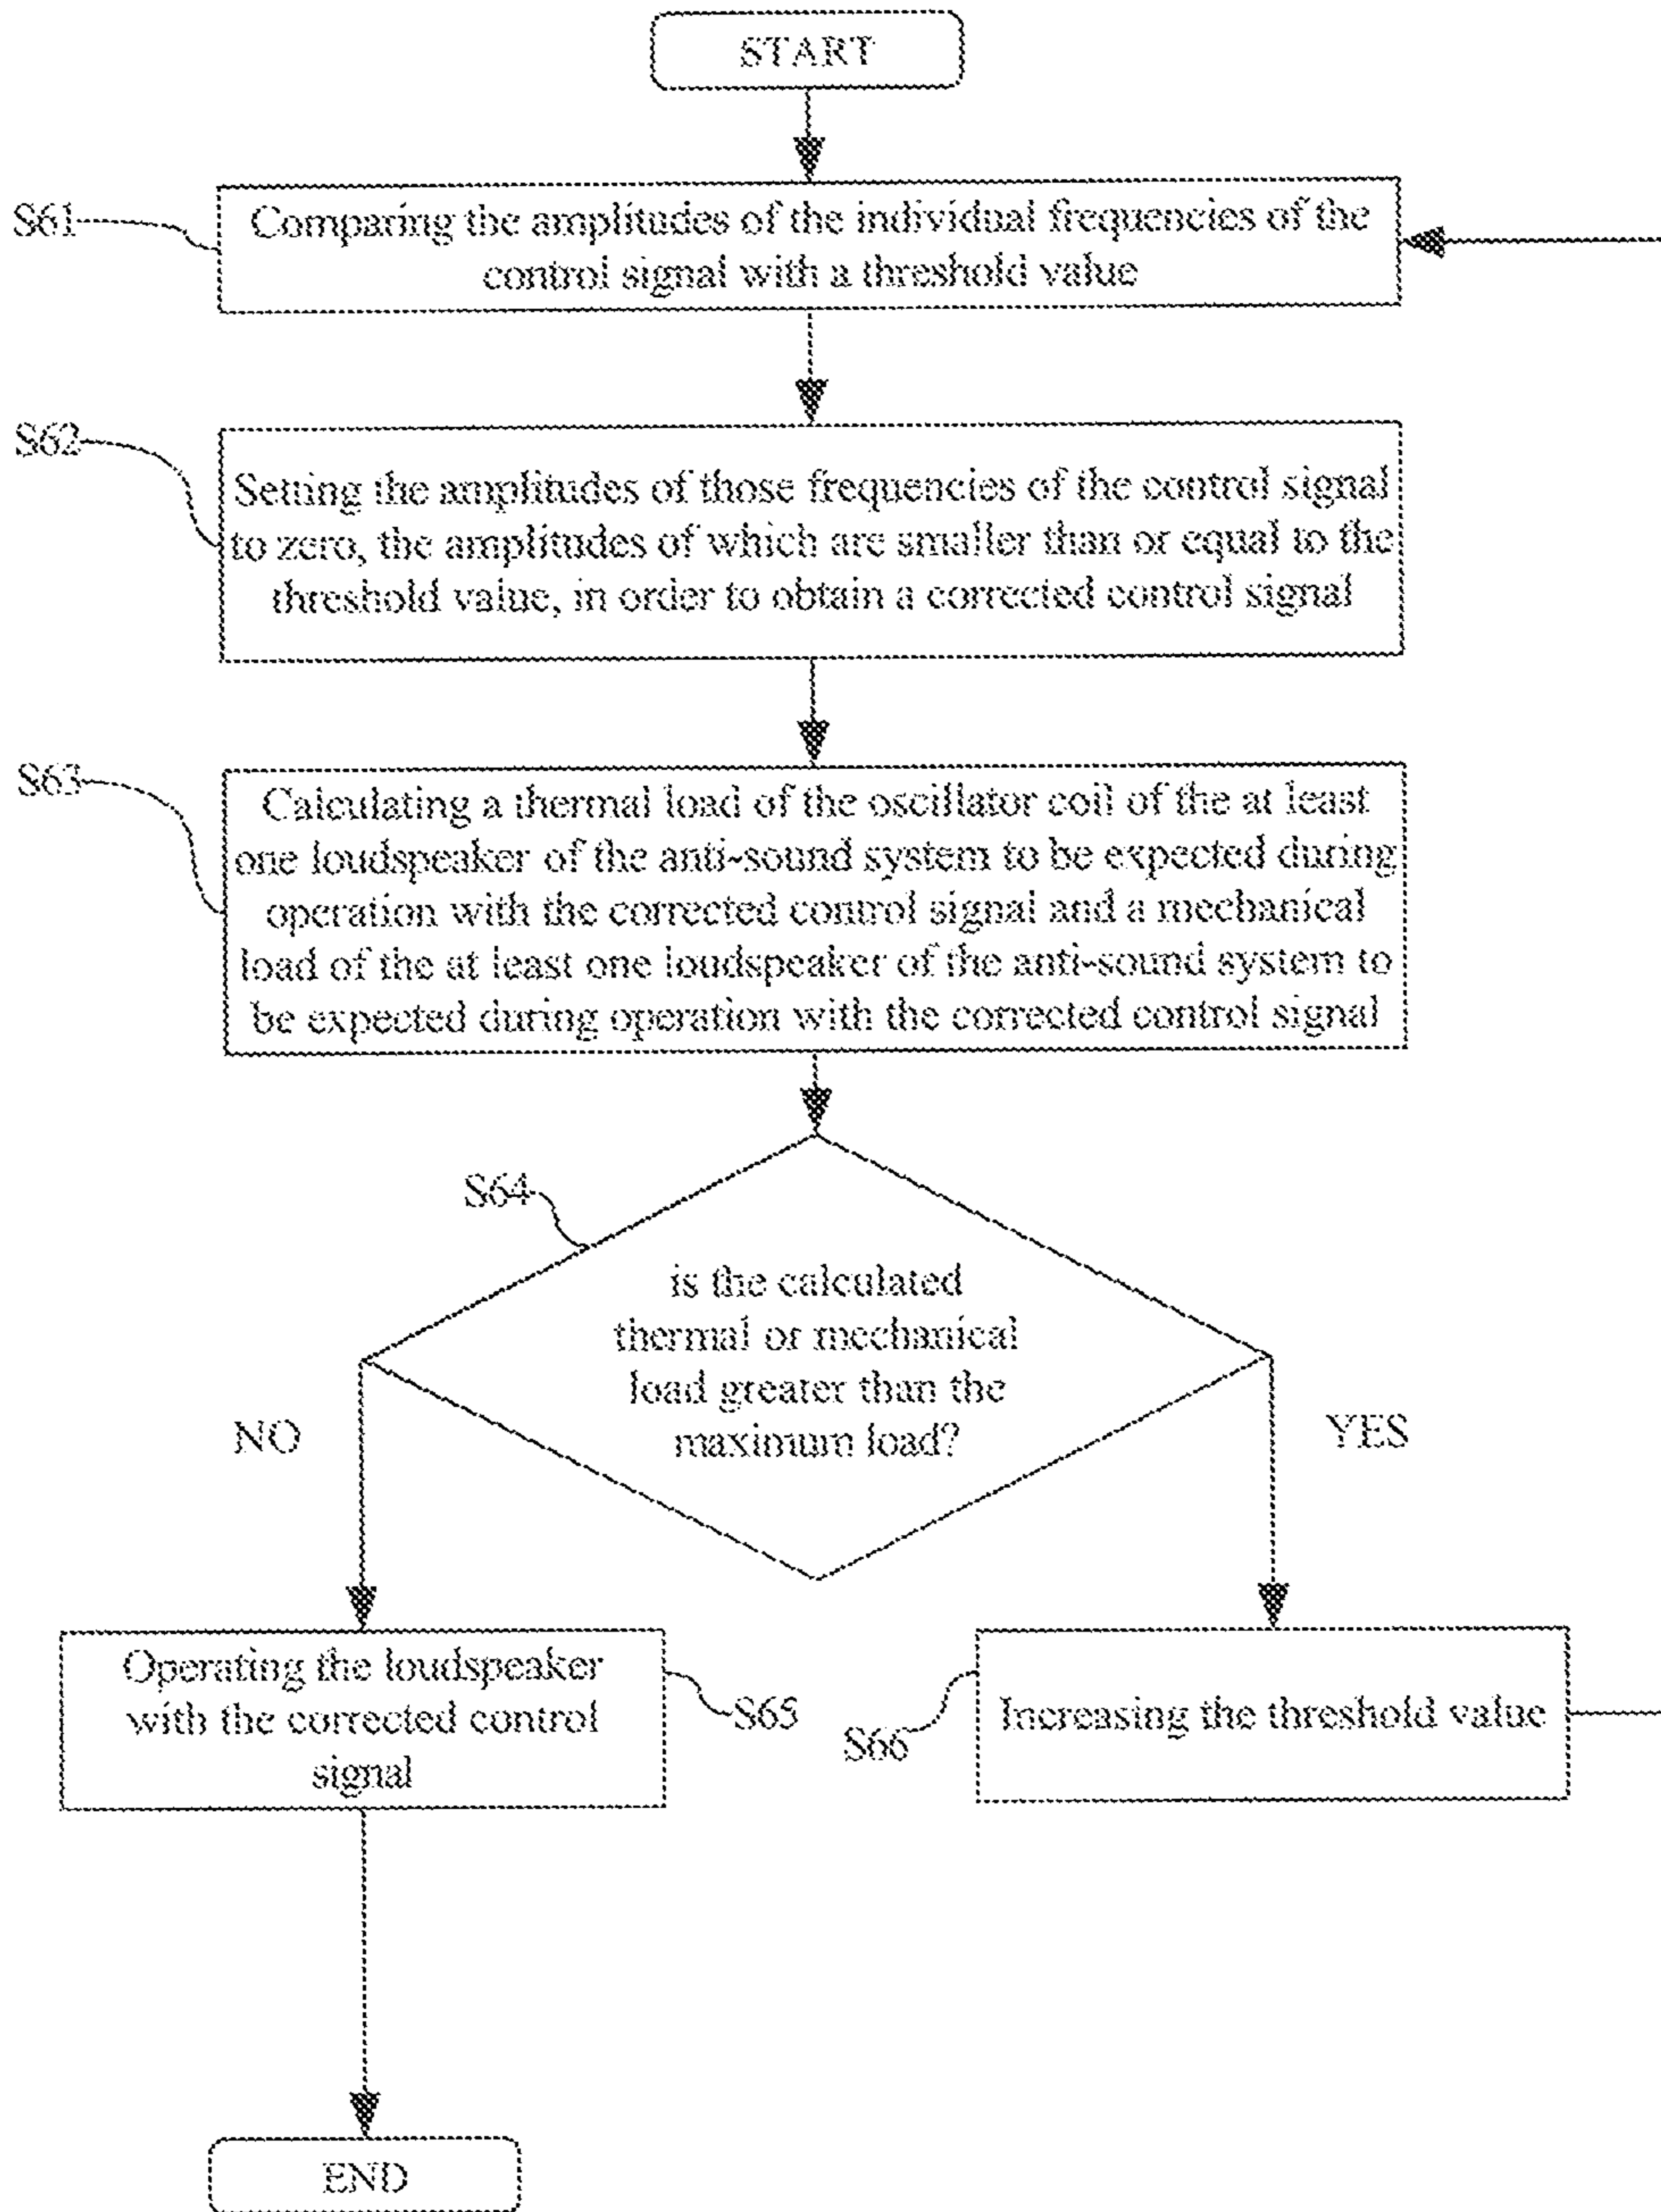 START
S61
Comparing the amplitudes of the individual frequencies of the
control signal with a threshold value
S62
Setting the amplitudes of those frequencies of the control signal
to zero, the amplitudes of which are smaller than or equal to the
threshold value, in order to obtain a corrected control signal
S63
Calculating a thermal load of the oscillator coil of the at least
one loudspeaker of the anti-sound system to be expected during
operation with the corrected control signal and a mechanical
load of the at least one loudspeaker of the anti-sound system to
be expected during operation with the corrected control signal
S64
is the calculated
thermal or mechanical
load greater than the
maximum load?
NO
YES
Operating the loudspeaker
with the corrected control
signal
S65
S66
Increasing the threshold value
END